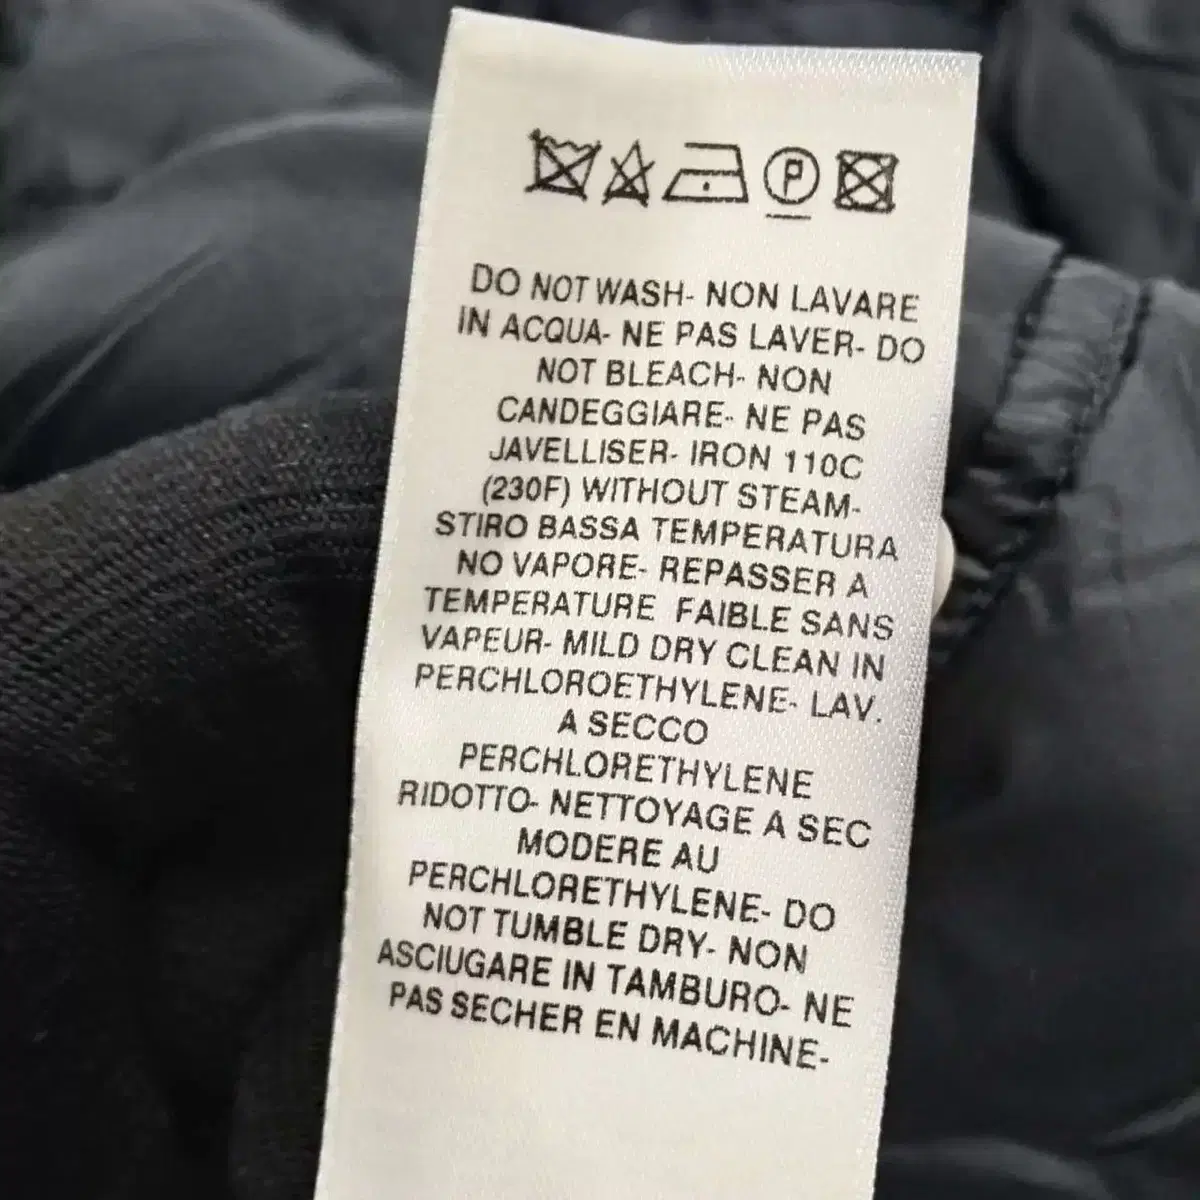 P
DO NOT WASH- NON LAVARE
IN ACQUA- NE PAS LAVER- DO
NOT BLEACH- NON
CANDEGGIARE- NE PAS
JAVELLISER- IRON 110C
(230F) WITHOUT STEAM-
STIRO BASSA TEMPERATURA
NO VAPORE- REPASSER A
TEMPERATURE FAIBLE SANS
VAPEUR- MILD DRY CLEAN IN
PERCHLOROETHYLENE- LAV.
A SECCO
PERCHLORETHYLENE
RIDOTTO- NETTOYAGE A SEC
MODERE AU
PERCHLORETHYLENE- DO
NOT TUMBLE DRY- NON
ASCIUGARE IN TAMBURO- NE
PAS SECHER EN MACHINE-